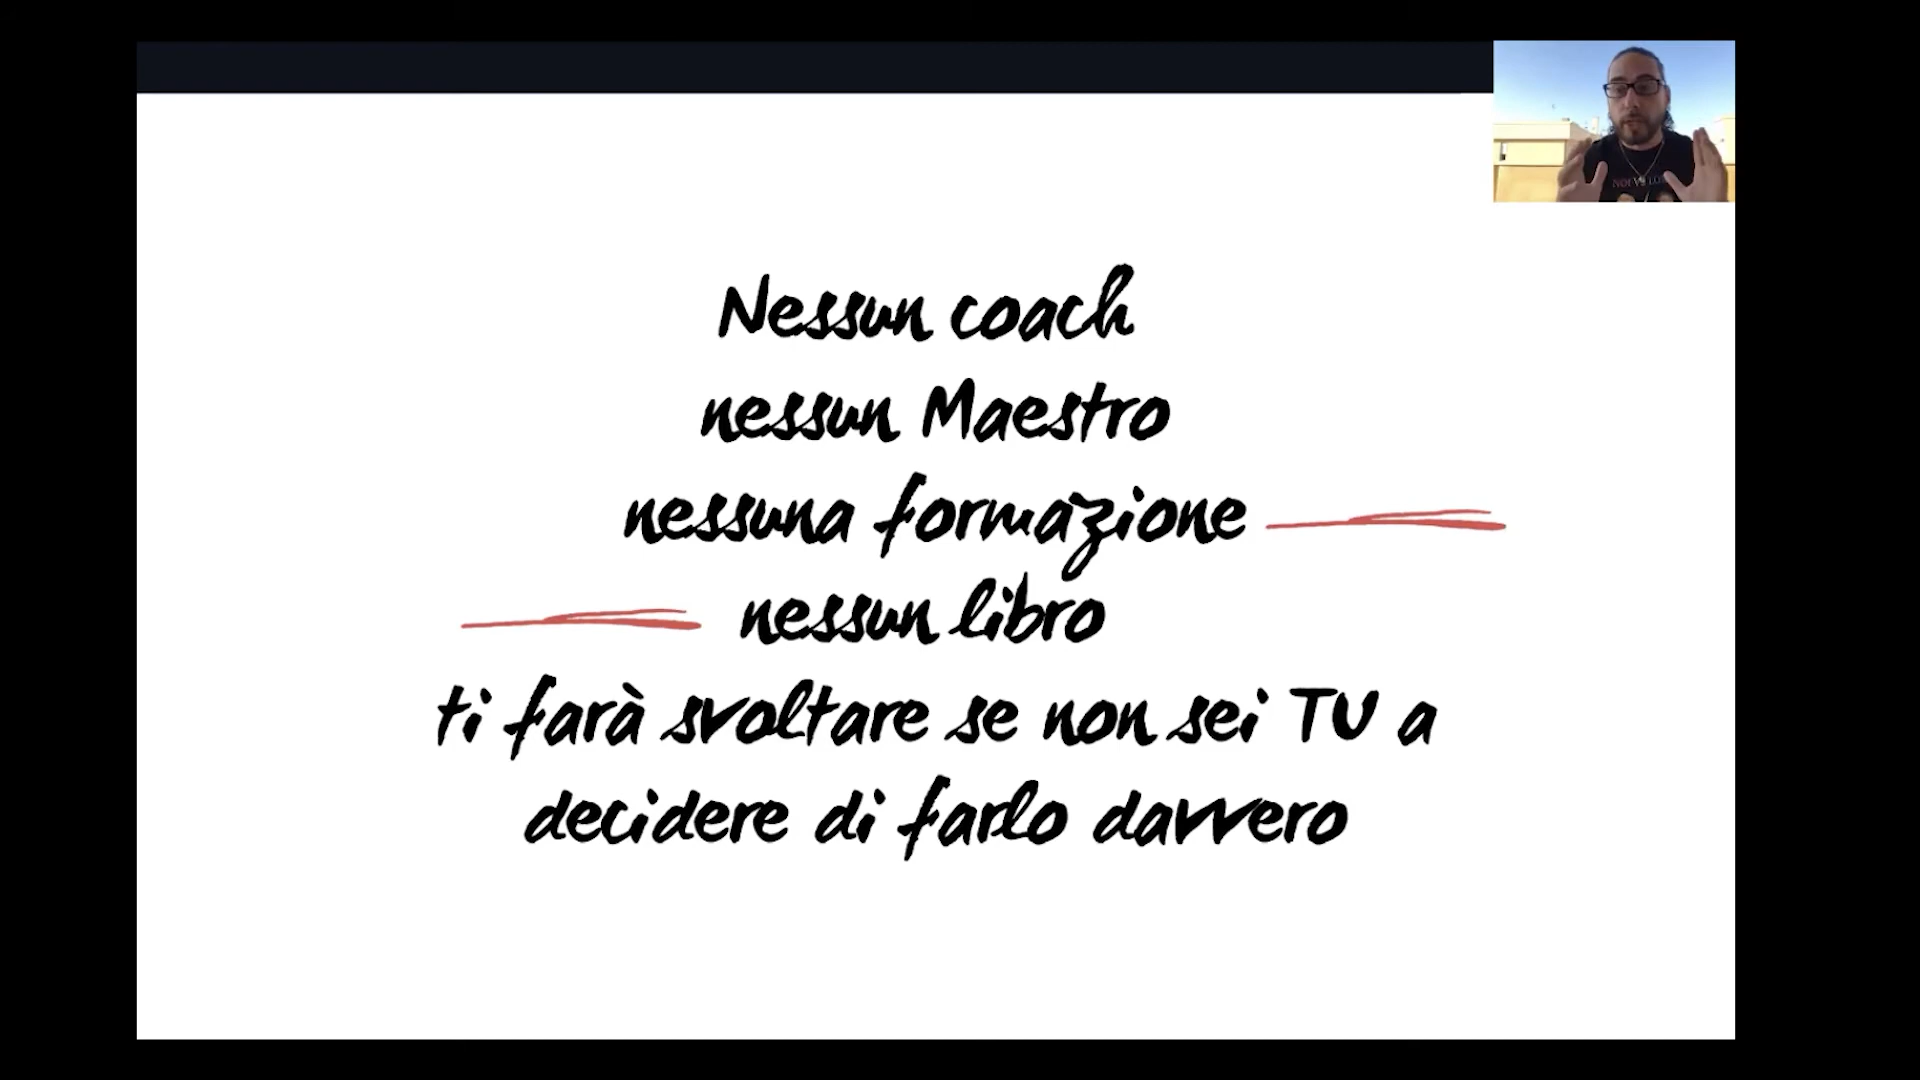 Nessun coach
nessun Maestro
nessuna formazione
nessun libro
ti farà svoltare se non sei TU a
decidere di farlo davvero